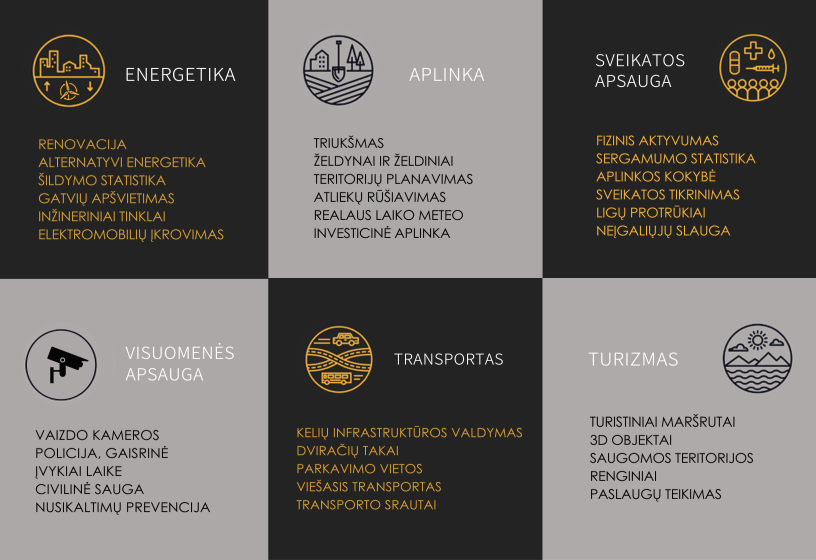 ENERGETIKA
RENOVACIJA
ALTERNATYVI ENERGETIKA
ŠILDYMO STATISTIKA
GATVIŲ APŠVIETIMAS
INŽINERINIAI TINKLAI
ELEKTROMOBILIŲ ĮKROVIMAS
APLINKA
TRIUKŠMAS
ŽELDYNAI IR ŽELDINIAI
TERITORIJŲ PLANAVIMAS
ATLIEKŲ RŪŠIAVIMAS
REALAUS LAIKO METEO
INVESTICINĖ APLINKA
SVEIKATOS
APSAUGA
FIZINIS AKTYVUMAS
SERGAMUMO STATISTIKA
APLINKOS KOKYBĖ
SVEIKATOS TIKRINIMAS
LIGŲ PROTRŪKIAI
NEĮGALIŲJŲ SLAUGA
VISUOMENĖS
APSAUGA
VAIZDO KAMEROS
POLICIJA, GAISRINĖ
ĮVYKIAI LAIKE
CIVILINĖ SAUGA
NUSIKALTIMŲ PREVENCIJA
TRANSPORTAS
KELIŲ INFRASTRUKTŪROS VALDYMAS
DVIRAČIŲ TAKAI
PARKAVIMO VIETOS
VIEŠASIS TRANSPORTAS
TRANSPORTO SRAUTAI
TURIZMAS
TURISTINIAI MARŠRUTAI
3D OBJEKTAI
SAUGOMOS TERITORIJOS
RENGINIAI
PASLAUGŲ TEIKIMAS